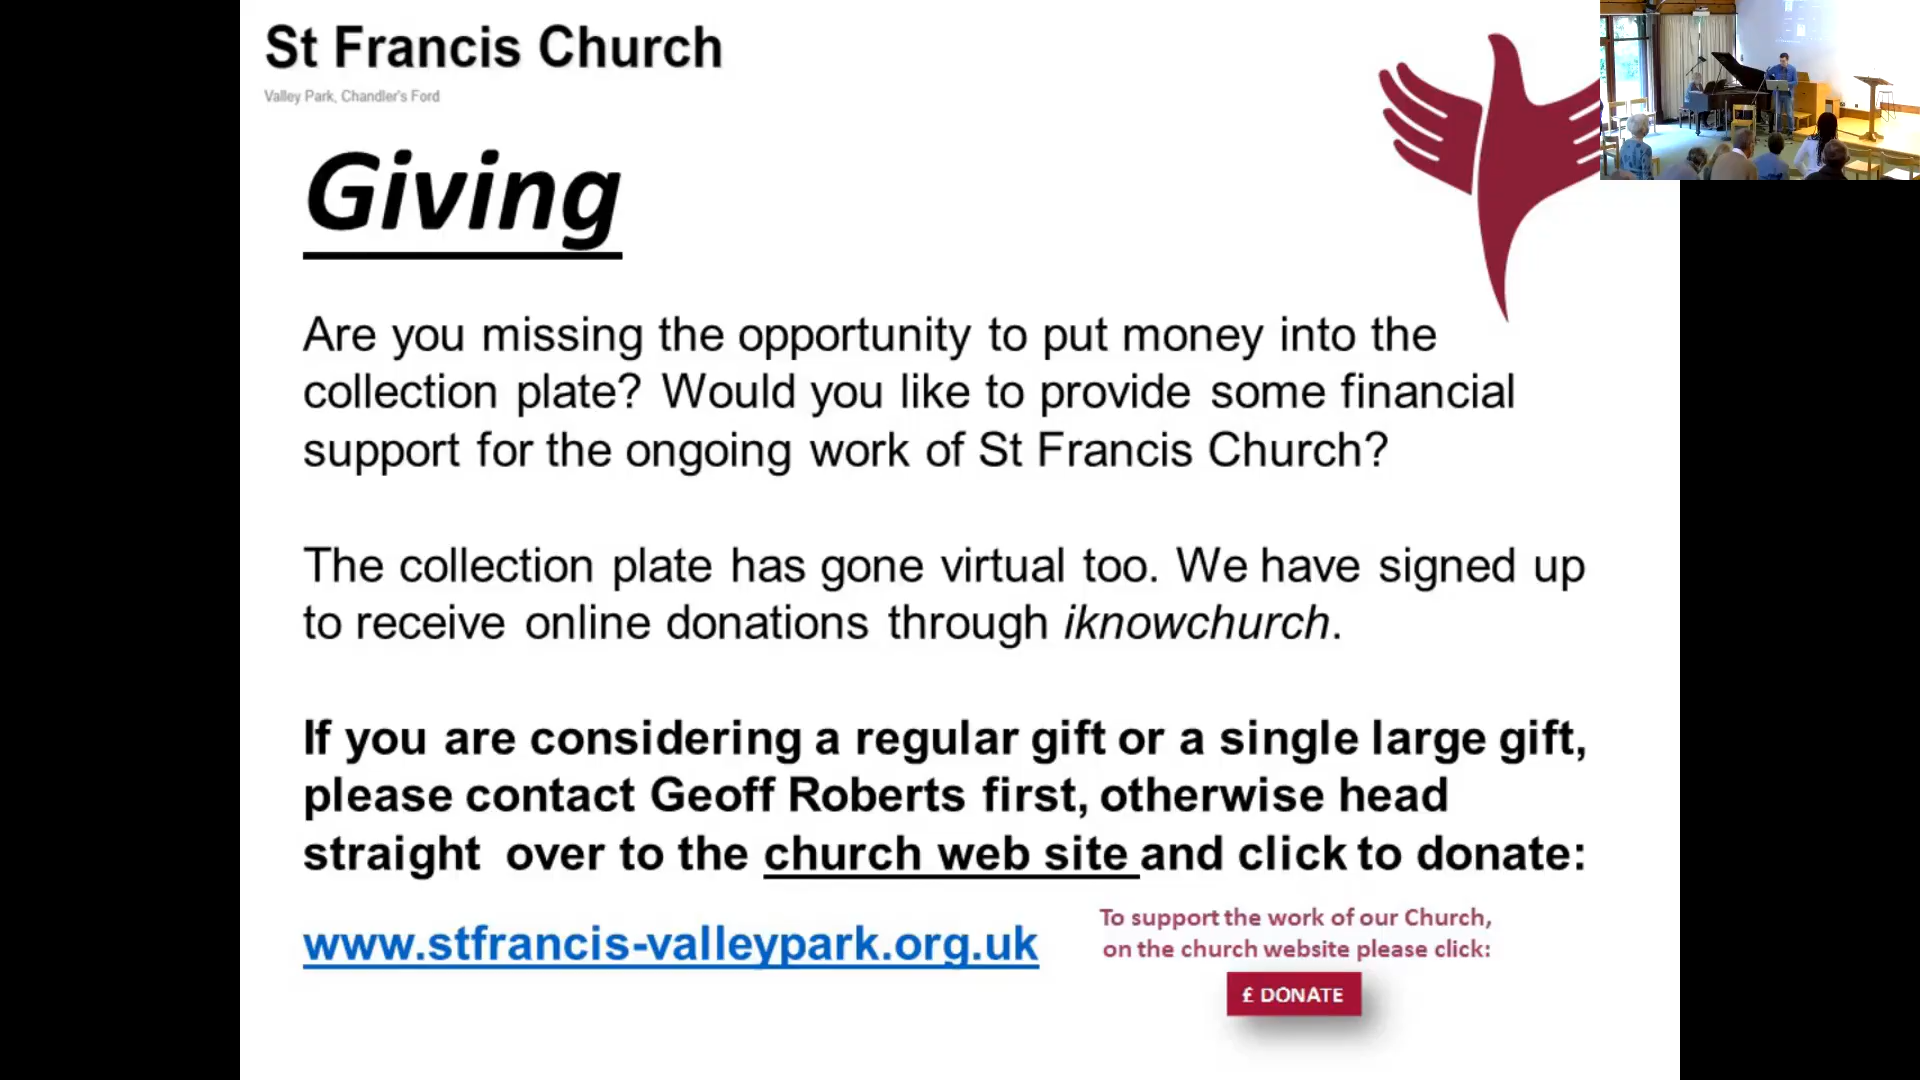 St Francis Church
Valley Park, Chandler's Ford
Giving
Are you missing the opportunity to put money into the
collection plate? Would you like to provide some financial
support for the ongoing work of St Francis Church?
The collection plate has gone virtual too. We have signed up
to receive online donations through iknowchurch.
If you are considering a regular gift or a single large gift,
please contact Geoff Roberts first, otherwise head
straight over to the church web site and click to donate:
www.stfrancis-valleypark.org.uk
To support the work of our Church,
on the church website please click:
£ DONATE